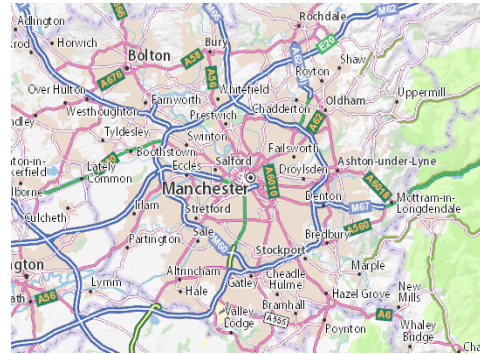 Adlington
A666
M65
Rochdale
M62
Horwich
Bury
E20
Bolton
A58
Shaw
Royton
A676
A56
Whitefield
Over Hulton
Farnworth
Oldham
Uppermill
Westhoughton
Prestwich
Chadderton
A62
Tyldesley
Swinton
Failsworth
Boothstown
A580
Salford
Ashton-under-Lyne
Lately
Common
Eccles
Droylsden
A6010
A6018
Manchester
Denton
Mottram-in-
Longdendale
M67
Culcheth
Irlam
Stretford
A560
Partington
Sale
M60
Bredbury
Stockport
Altrincham
Marple
Gatley
Cheadle
Hulme
Lymm
Hale
New
Mills
A56
Hazel Grove
Valley
Lodge
Bramhall
A555
A6
Poynton
Whaley
Bridge